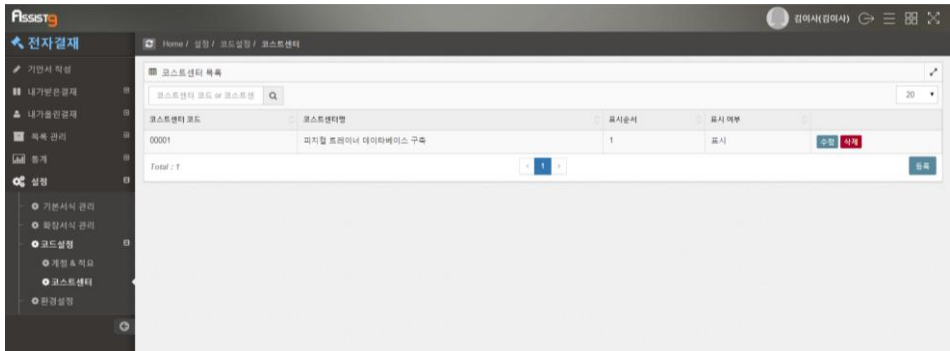 Assist9
김이사(김이사)
전자결재
Home / 설정 / 코드설정 / 코스트센터
기안서 작성
내가받은결재
내가올린결재
목록 관리
통계
설정
기본서식 관리
확장서식 관리
코드설정
계정 & 적요
코스트센터
환경설정
코스트센터 목록
코스트센터 코드 or 코스트센
20
코스트센터 코드 코스트센터명 표시순서 표시 여부
00001 피지컬 트레이너 데이타베이스 구축 1 표시 수정 삭제
Total : 1 1 등록